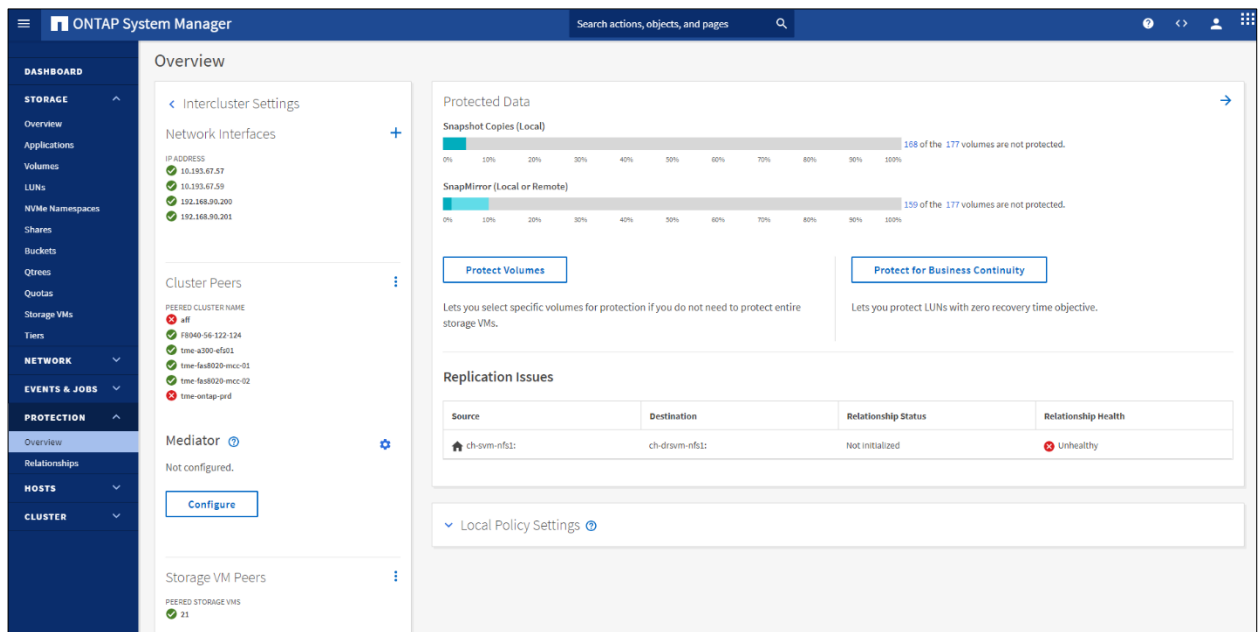 ONTAP System Manager
Search actions, objects, and pages
DASHBOARD
STORAGE
Overview
Applications
Volumes
LUNs
NVMe Namespaces
Shares
Buckets
Qtrees
Quotas
Storage VMs
Tiers
NETWORK
EVENTS & JOBS
PROTECTION
Overview
Relationships
HOSTS
CLUSTER
Overview
Intercluster Settings
Network Interfaces
IP ADDRESS
10.193.67.57
10.193.67.59
192.168.90.200
192.168.90.201
Cluster Peers
PEERED CLUSTER NAME
aff
F8040-56-122-124
tme-a300-efs01
tme-fas8020-mcc-01
tme-fas8020-mcc-02
tme-ontap-prd
Mediator
Not configured.
Configure
Storage VM Peers
PEERED STORAGE VMS
21
Protected Data
Snapshot Copies (Local)
168 of the 177 volumes are not protected.
0% 10% 20% 30% 40% 50% 60% 70% 80% 90% 100%
SnapMirror (Local or Remote)
159 of the 177 volumes are not protected.
0% 10% 20% 30% 40% 50% 60% 70% 80% 90% 100%
Protect Volumes
Lets you select specific volumes for protection if you do not need to protect entire
storage VMs.
Protect for Business Continuity
Lets you protect LUNs with zero recovery time objective.
Replication Issues
Source Destination Relationship Status Relationship Health
ch-svm-nfs1: ch-drsvm-nfs1: Not initialized Unhealthy
Local Policy Settings